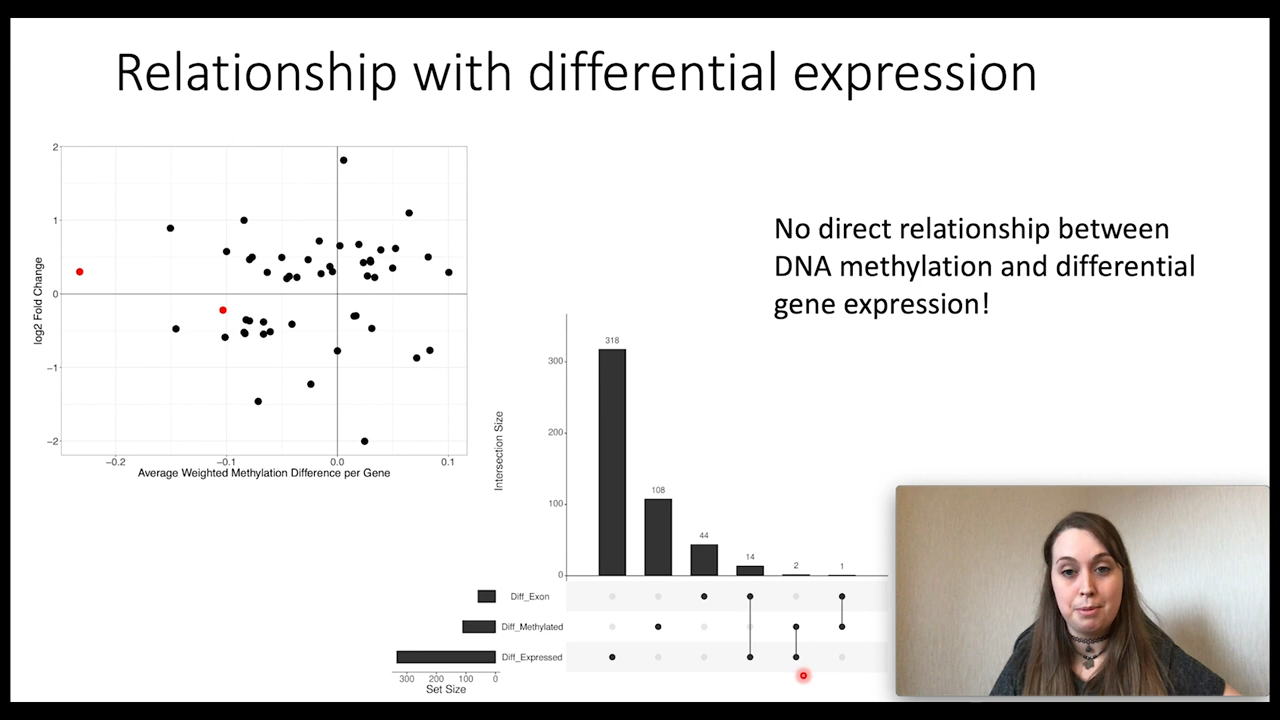 Relationship with differential expression
2
1
0
−1
−2
log2 Fold Change
−0.2
−0.1
0.0
0.1
Average Weighted Methylation Difference per Gene
No direct relationship between
DNA methylation and differential
gene expression!
Intersection Size
300
200
100
0
318
108
44
14
2
1
Diff_Exon
Diff_Methylated
Diff_Expressed
300
200
100
0
Set Size